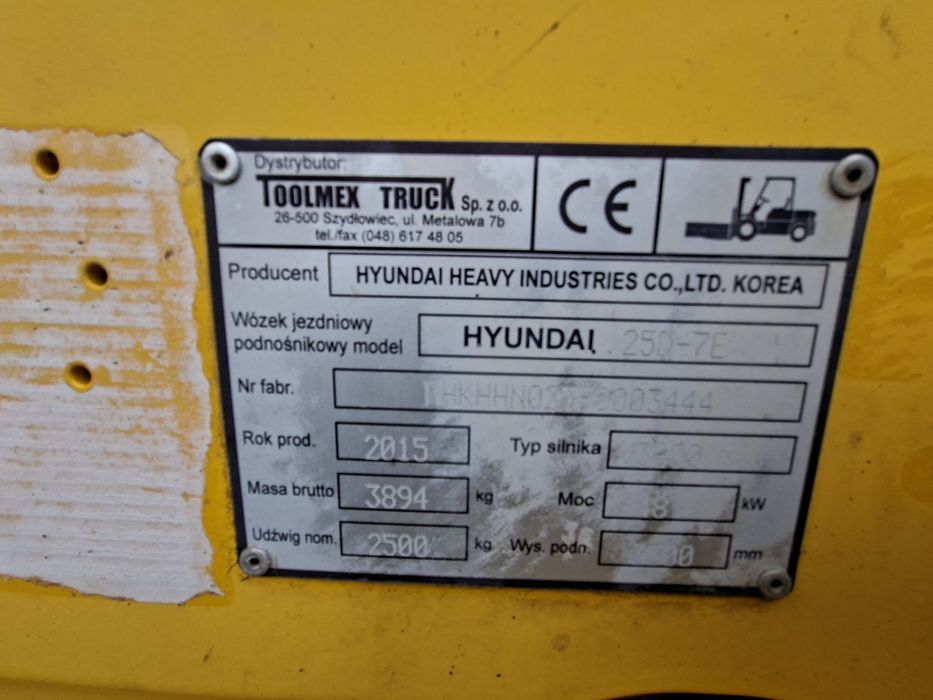 Dystrybutor:
TOOLMEX TRUCK Sp. z o.o.
26-500 Szydłowiec, ul. Metalowa 7b
tel./fax (048) 617 48 05
CE
Producent HYUNDAI HEAVY INDUSTRIES CO.,LTD. KOREA
Wózek jezdniowy
podnośnikowy model HYUNDAI 25D-7E
Nr fabr.
Rok prod. 2015 Typ silnika
Masa brutto 3894 kg Moc kW
Udźwig nom. 2500 kg Wys. podn. mm